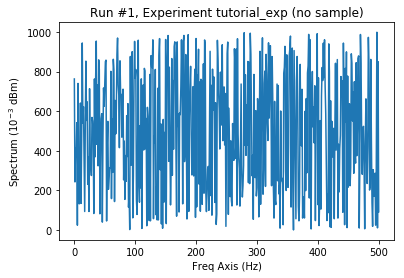 Run #1, Experiment tutorial_exp (no sample)
1000
800
600
400
200
0
Spectrum (10⁻³ dBm)
0 100 200 300 400 500
Freq Axis (Hz)